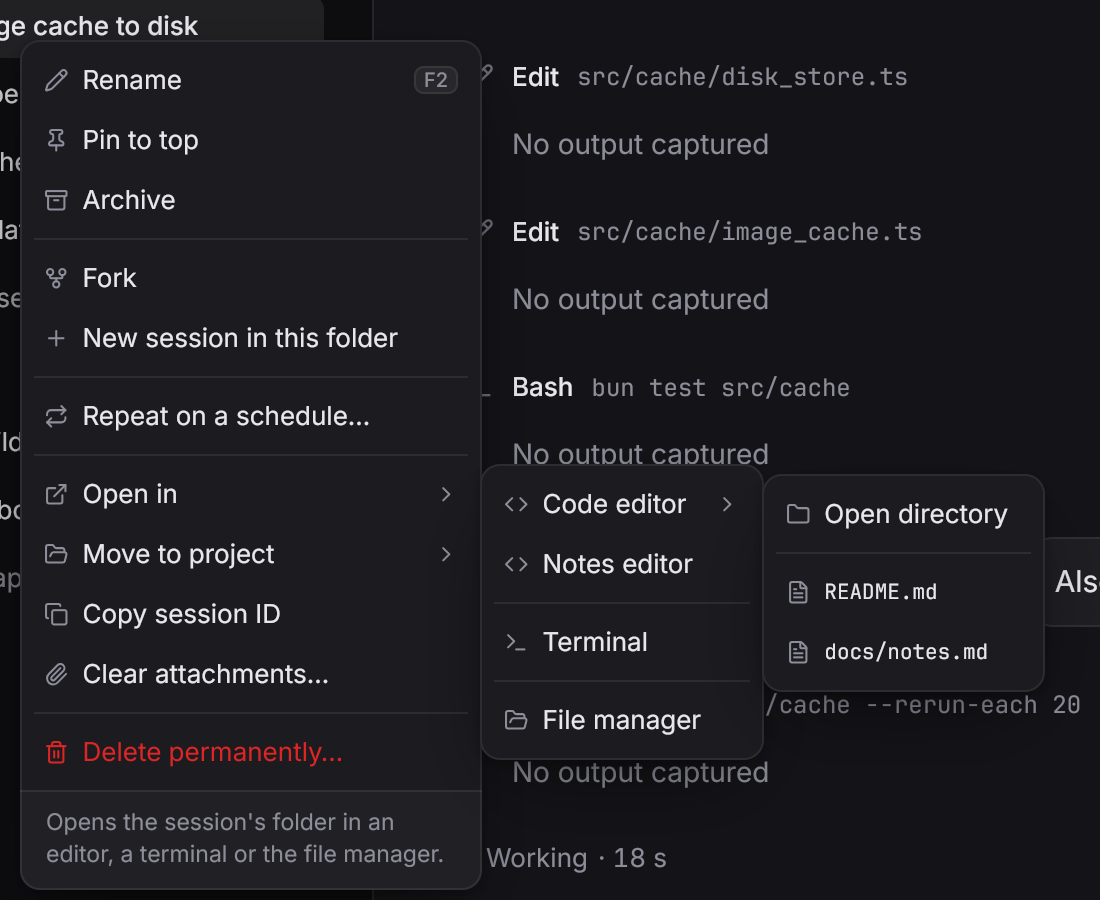 ge cache to disk
Rename F2
Pin to top
Archive
Fork
New session in this folder
Repeat on a schedule...
Open in
Move to project
Copy session ID
Clear attachments...
Delete permanently...
Opens the session's folder in an
editor, a terminal or the file manager.
Edit src/cache/disk_store.ts
No output captured
Edit src/cache/image_cache.ts
No output captured
Bash bun test src/cache
No output captured
Code editor
Notes editor
Terminal
File manager
Open directory
README.md
docs/notes.md
Als
/cache --rerun-each 20
No output captured
Working · 18 s